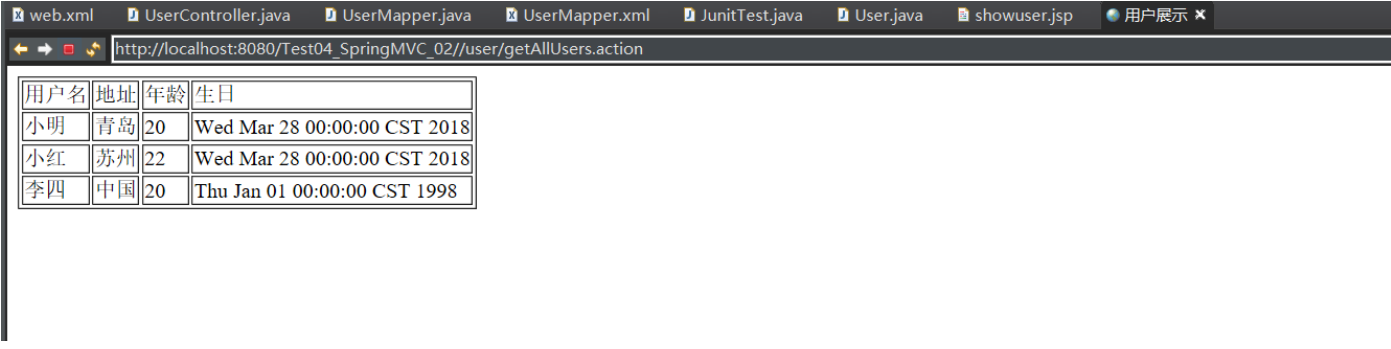 web.xml UserController.java UserMapper.java UserMapper.xml JunitTest.java User.java showuser.jsp 用户展示
http://localhost:8080/Test04_SpringMVC_02//user/getAllUsers.action
用户名 地址 年龄 生日
小明 青岛 20 Wed Mar 28 00:00:00 CST 2018
小红 苏州 22 Wed Mar 28 00:00:00 CST 2018
李四 中国 20 Thu Jan 01 00:00:00 CST 1998